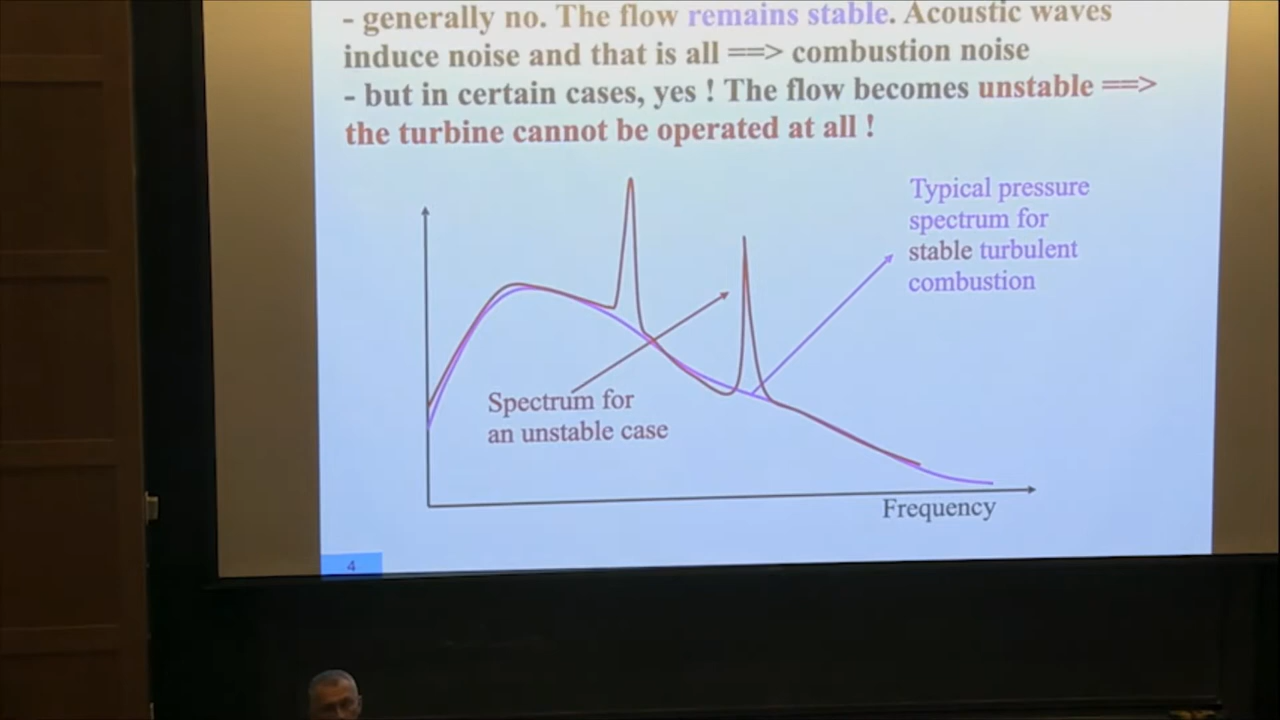 - generally no. The flow remains stable. Acoustic waves
induce noise and that is all ==> combustion noise
- but in certain cases, yes ! The flow becomes unstable ==>
the turbine cannot be operated at all !
Typical pressure
spectrum for
stable turbulent
combustion
Spectrum for
an unstable case
Frequency
4